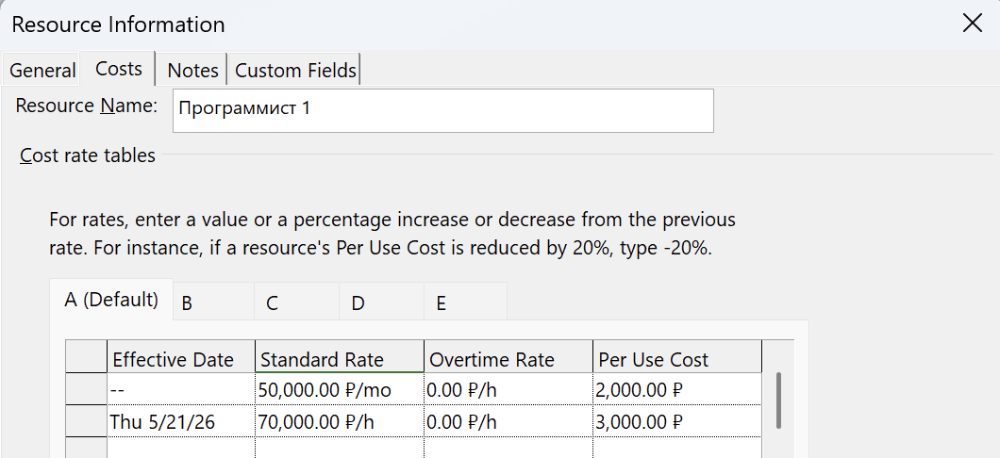 Resource Information
General Costs Notes Custom Fields
Resource Name: Программист 1
Cost rate tables
For rates, enter a value or a percentage increase or decrease from the previous
rate. For instance, if a resource's Per Use Cost is reduced by 20%, type -20%.
A (Default) B C D E
Effective Date Standard Rate Overtime Rate Per Use Cost
-- 50,000.00 ₽/mo 0.00 ₽/h 2,000.00 ₽
Thu 5/21/26 70,000.00 ₽/h 0.00 ₽/h 3,000.00 ₽